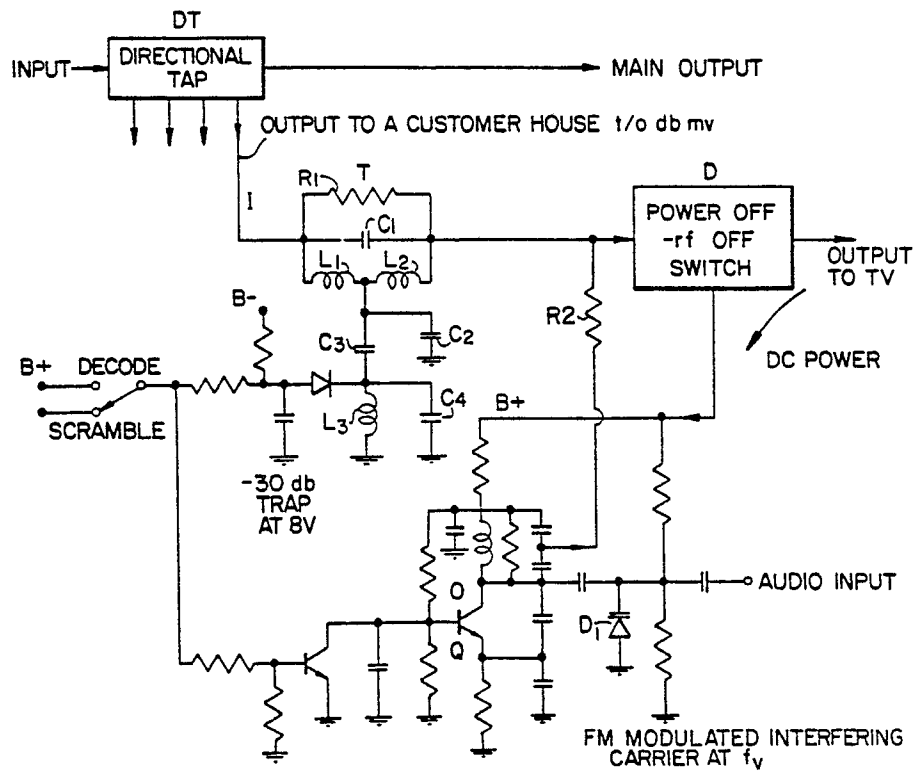 DT
DIRECTIONAL
TAP
INPUT
MAIN OUTPUT
OUTPUT TO A CUSTOMER HOUSE t/o db mv
I
R1
T
C1
L1
L2
D
POWER OFF
-rf OFF
SWITCH
OUTPUT
TO TV
DC POWER
R2
B-
C3
C2
B+
DECODE
SCRAMBLE
L3
C4
-30 db
TRAP
AT 8V
B+
O
Q
D1
AUDIO INPUT
FM MODULATED INTERFERING
CARRIER AT fv